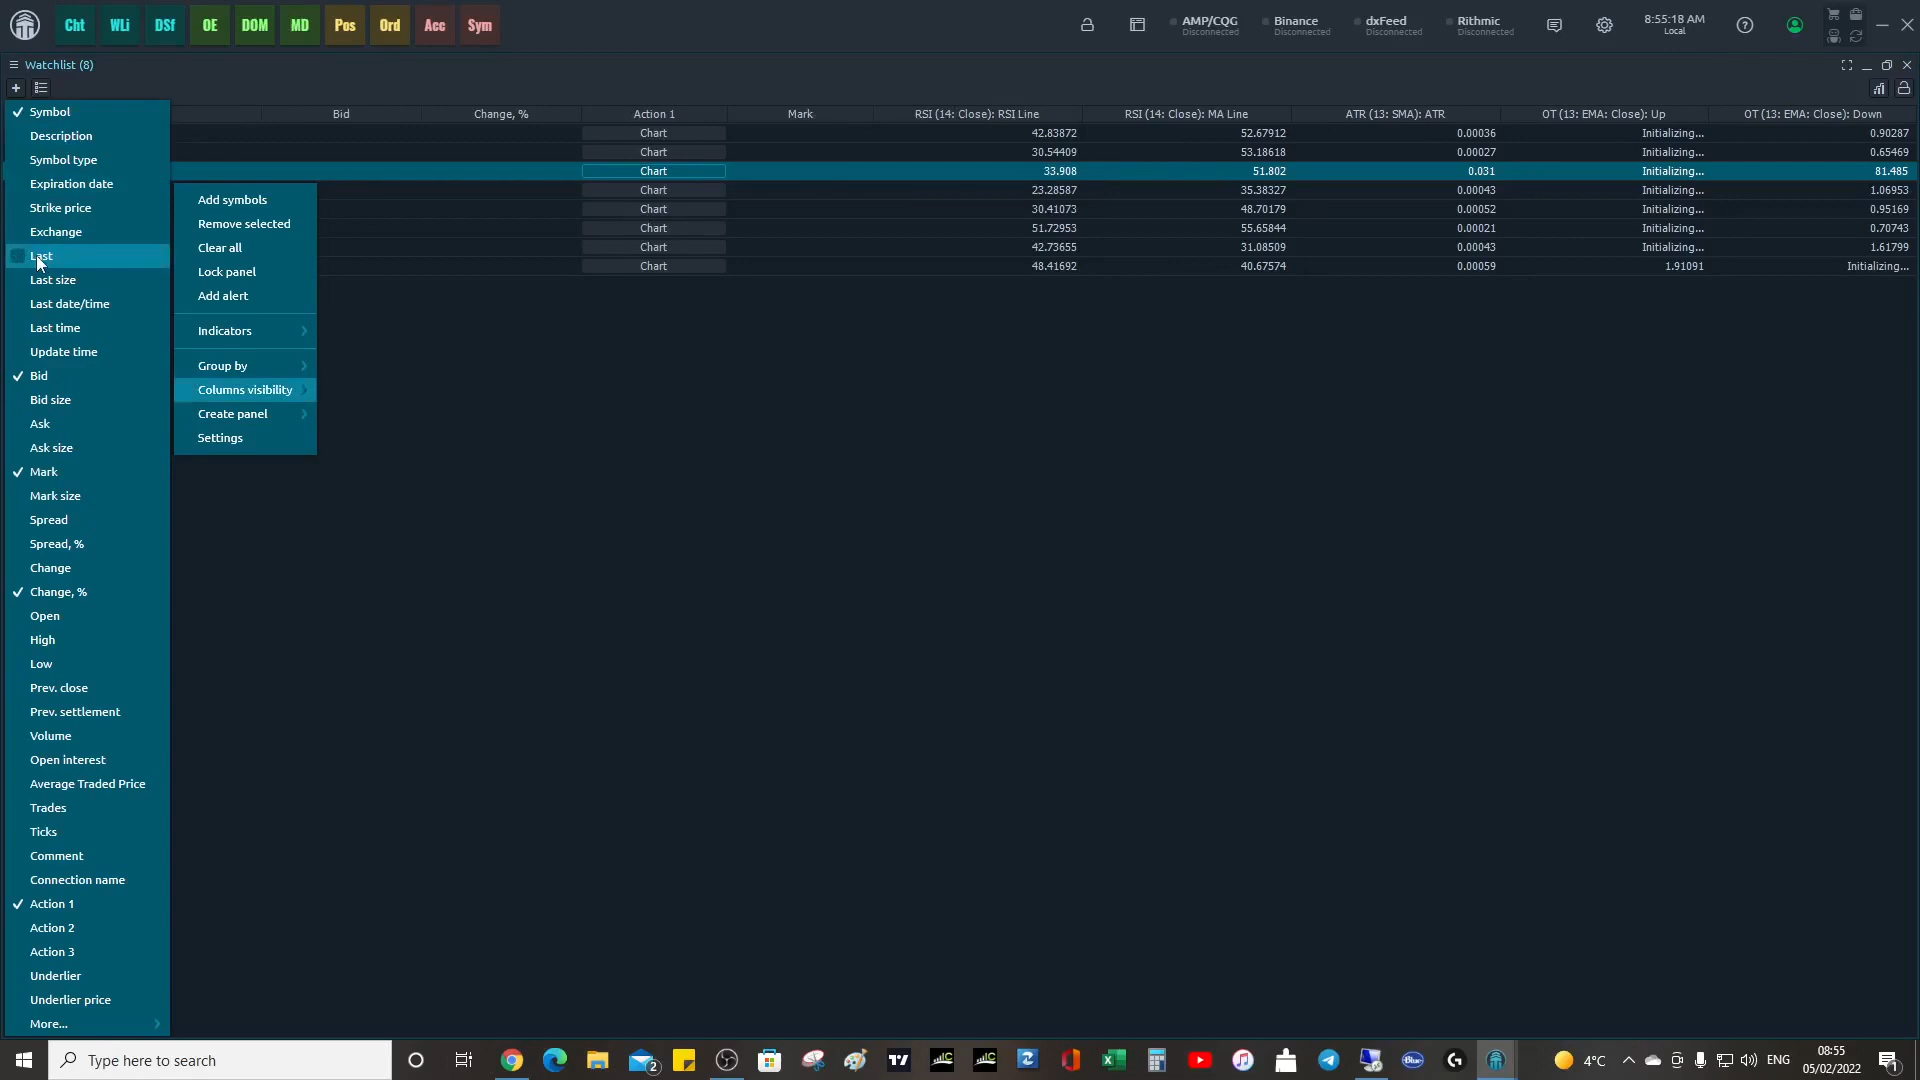 Cht WLi DSf OE DOM MD Pos Ord Acc Sym
AMP/CQG Disconnected
Binance Disconnected
dxFeed Disconnected
Rithmic Disconnected
8:55:18 AM
Local
Watchlist (8)
Bid Change, % Action 1 Mark RSI (14: Close): RSI Line RSI (14: Close): MA Line ATR (13: SMA): ATR OT (13: EMA: Close): Up OT (13: EMA: Close): Down
Chart 42.83872 52.67912 0.00036 Initializing... 0.90287
Chart 30.54409 53.18618 0.00027 Initializing... 0.65469
Chart 33.908 51.802 0.031 Initializing... 81.485
Chart 23.28587 35.38327 0.00043 Initializing... 1.06953
Chart 30.41073 48.70179 0.00052 Initializing... 0.95169
Chart 51.72953 55.65844 0.00021 Initializing... 0.70743
Chart 42.73655 31.08509 0.00043 Initializing... 1.61799
Chart 48.41692 40.67574 0.00059 1.91091 Initializing...
Symbol
Description
Symbol type
Expiration date
Strike price
Exchange
Last
Last size
Last date/time
Last time
Update time
Bid
Bid size
Ask
Ask size
Mark
Mark size
Spread
Spread, %
Change
Change, %
Open
High
Low
Prev. close
Prev. settlement
Volume
Open interest
Average Traded Price
Trades
Ticks
Comment
Connection name
Action 1
Action 2
Action 3
Underlier
Underlier price
More...
Add symbols
Remove selected
Clear all
Lock panel
Add alert
Indicators
Group by
Columns visibility
Create panel
Settings
Type here to search
2
Blue
4°C
ENG
08:55
05/02/2022
1